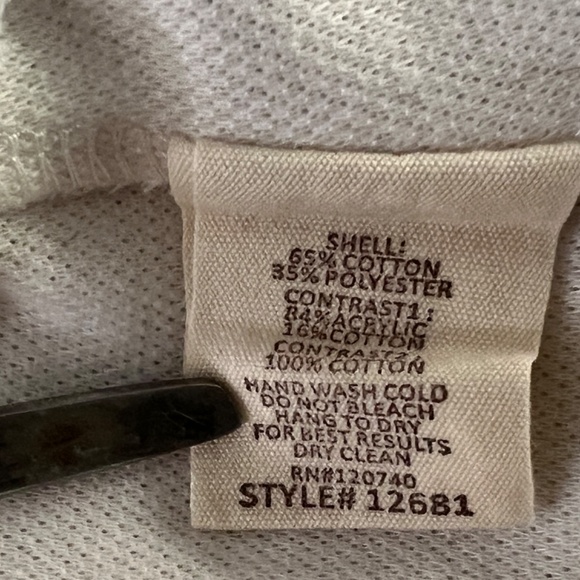 SHELL:
65% COTTON
35% POLYESTER
CONTRAST1:
84%ACRYLIC
16%COTTON
CONTRAST2:
100% COTTON
HAND WASH COLD
DO NOT BLEACH
HANG TO DRY
FOR BEST RESULTS
DRY CLEAN
RN#120740
STYLE# 12681